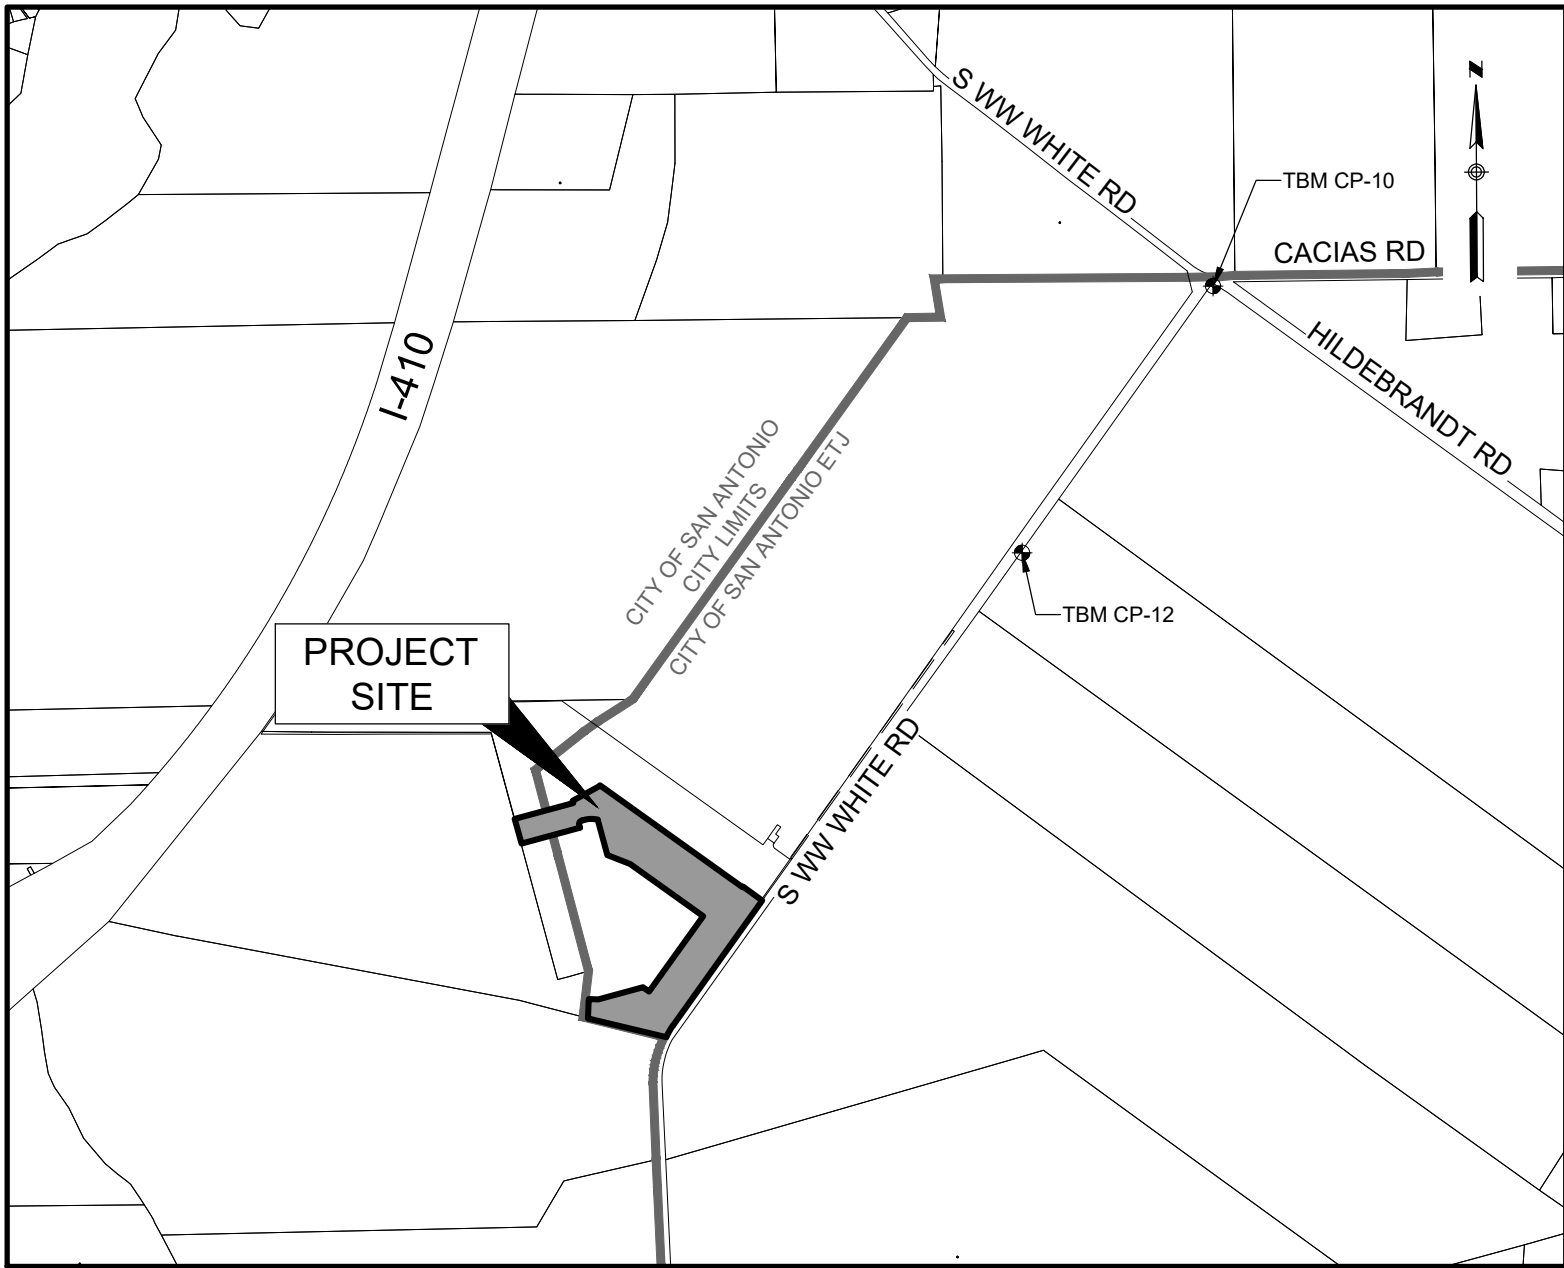 N
S WW WHITE RD
TBM CP-10
CACIAS RD
HILDEBRANDT RD
I-410
CITY OF SAN ANTONIO
CITY LIMITS
CITY OF SAN ANTONIO ETJ
TBM CP-12
PROJECT
SITE
S WW WHITE RD